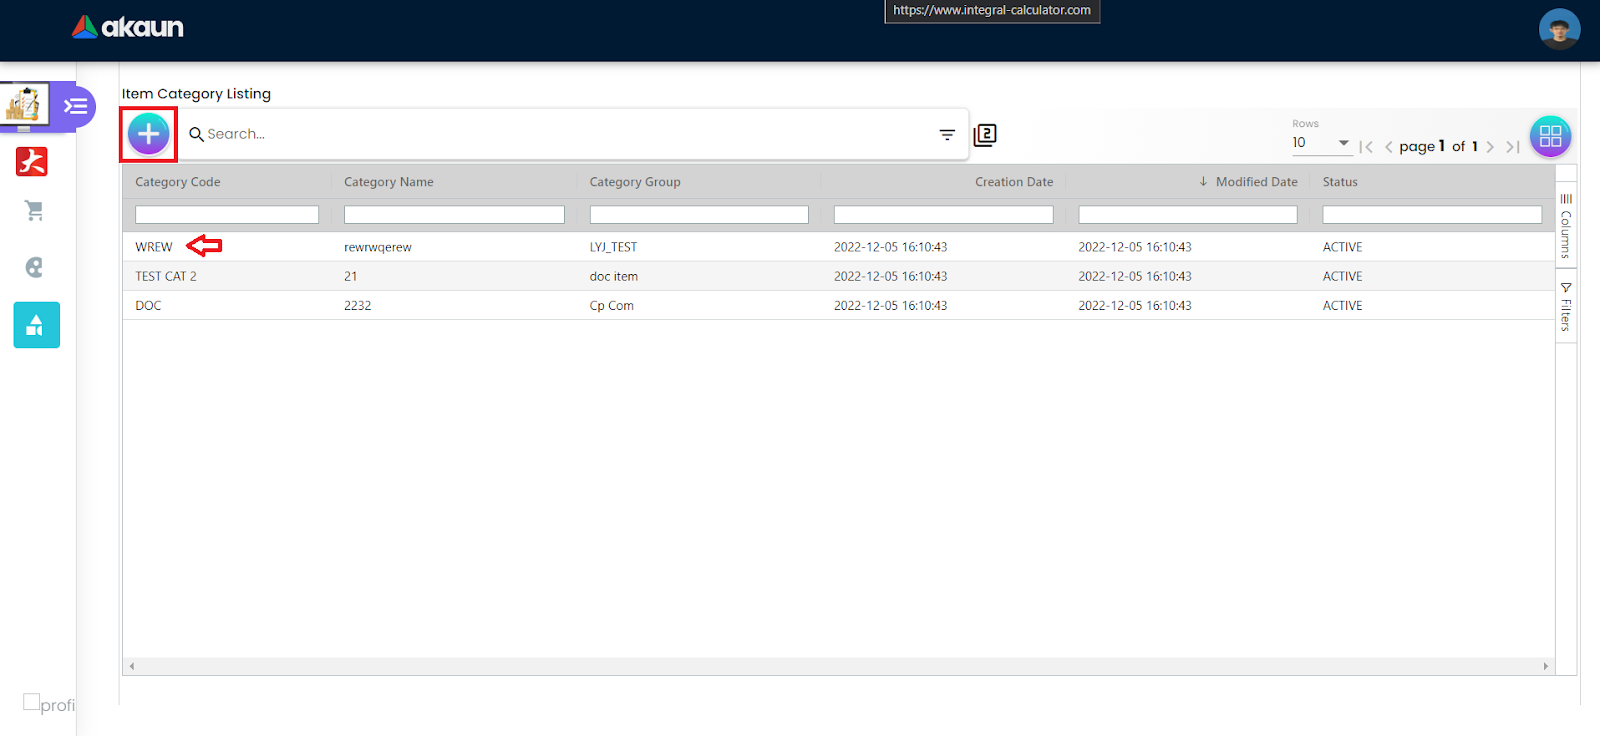 https://www.integral-calculator.com
akaun
Item Category Listing
Search...
2
Rows
10
page 1 of 1
Category Code Category Name Category Group Creation Date Modified Date Status
WREW rewrwqerew LYJ_TEST 2022-12-05 16:10:43 2022-12-05 16:10:43 ACTIVE
TEST CAT 2 21 doc item 2022-12-05 16:10:43 2022-12-05 16:10:43 ACTIVE
DOC 2232 Cp Com 2022-12-05 16:10:43 2022-12-05 16:10:43 ACTIVE
Columns
Filters
profi